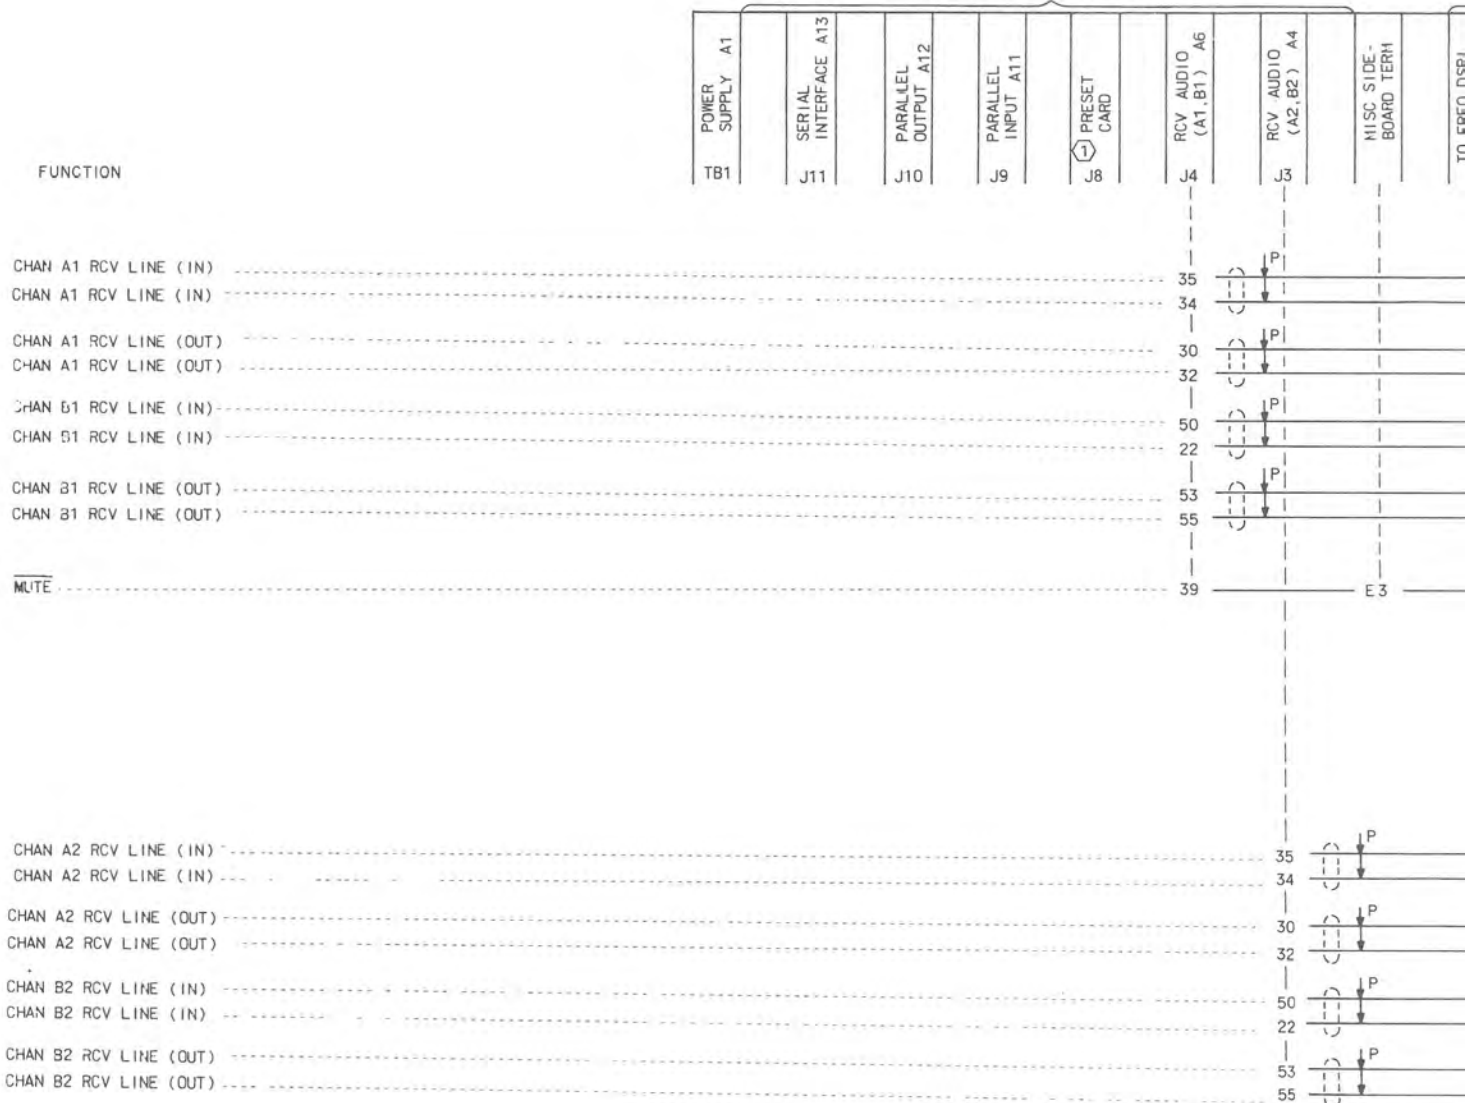 FUNCTION
POWER SUPPLY A1
TB1
SERIAL INTERFACE A13
J11
PARALLEL OUTPUT A12
J10
PARALLEL INPUT A11
J9
1 PRESET CARD
J8
RCV AUDIO (A1,B1) A6
J4
RCV AUDIO (A2,B2) A4
J3
MISC SIDE-BOARD TERM
CHAN A1 RCV LINE (IN) 35 P
CHAN A1 RCV LINE (IN) 34
CHAN A1 RCV LINE (OUT) 30 P
CHAN A1 RCV LINE (OUT) 32
CHAN B1 RCV LINE (IN) 50 P
CHAN B1 RCV LINE (IN) 22
CHAN B1 RCV LINE (OUT) 53 P
CHAN B1 RCV LINE (OUT) 55
MUTE 39 E3
CHAN A2 RCV LINE (IN) 35 P
CHAN A2 RCV LINE (IN) 34
CHAN A2 RCV LINE (OUT) 30 P
CHAN A2 RCV LINE (OUT) 32
CHAN B2 RCV LINE (IN) 50 P
CHAN B2 RCV LINE (IN) 22
CHAN B2 RCV LINE (OUT) 53 P
CHAN B2 RCV LINE (OUT) 55